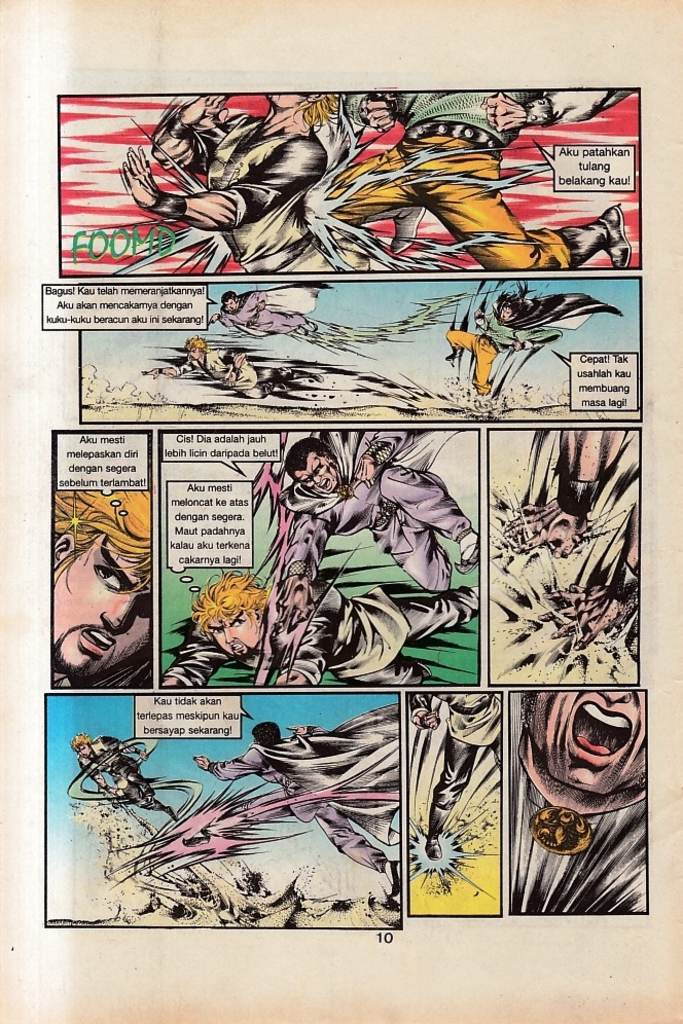 Aku patahkan
tulang
belakang kau!
FOOMD
Bagus! Kau telah memeranjatkannya!
Aku akan mencakarnya dengan
kuku-kuku beracun aku ini sekarang!
Cepat! Tak
usahlah kau
membuang
masa lagi!
Aku mesti
melepaskan diri
dengan segera
sebelum terlambat!
Cis! Dia adalah jauh
lebih licin daripada belut!
Aku mesti
meloncat ke atas
dengan segera.
Maut padahnya
kalau aku terkena
cakarnya lagi!
Kau tidak akan
terlepas meskipun kau
bersayap sekarang!
10